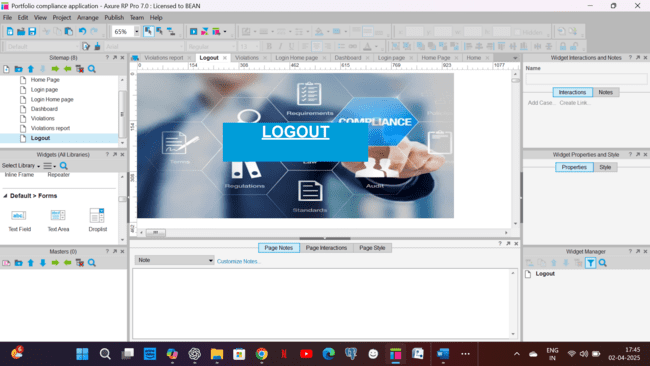 Portfolio compliance application - Axure RP Pro 7.0 : Licensed to BEAN
File Edit View Project Arrange Publish Team Help
65%
Default
Sitemap (8)
Home Page
Login page
Login Home page
Dashboard
Violations
Violations report
Logout
Widgets (All Libraries)
Select Library
Inline Frame Repeater
Default > Forms
abc
Text Field Text Area Droplist
Masters (0)
Violations report Logout Violations Login Home page Dashboard Login page Home Page Home
0 154 308 462 615 769 923 1077
154
308
462
Requirements
COMPLIANCE
LOGOUT
Regulations
Audit
Standards
Page Notes Page Interactions Page Style
Note
Customize Notes...
Widget Interactions and Notes
Name
Interactions Notes
Add Case... Create Link...
Widget Properties and Style
Properties Style
Widget Manager
Logout
ENG
IN
17:45
02-04-2025